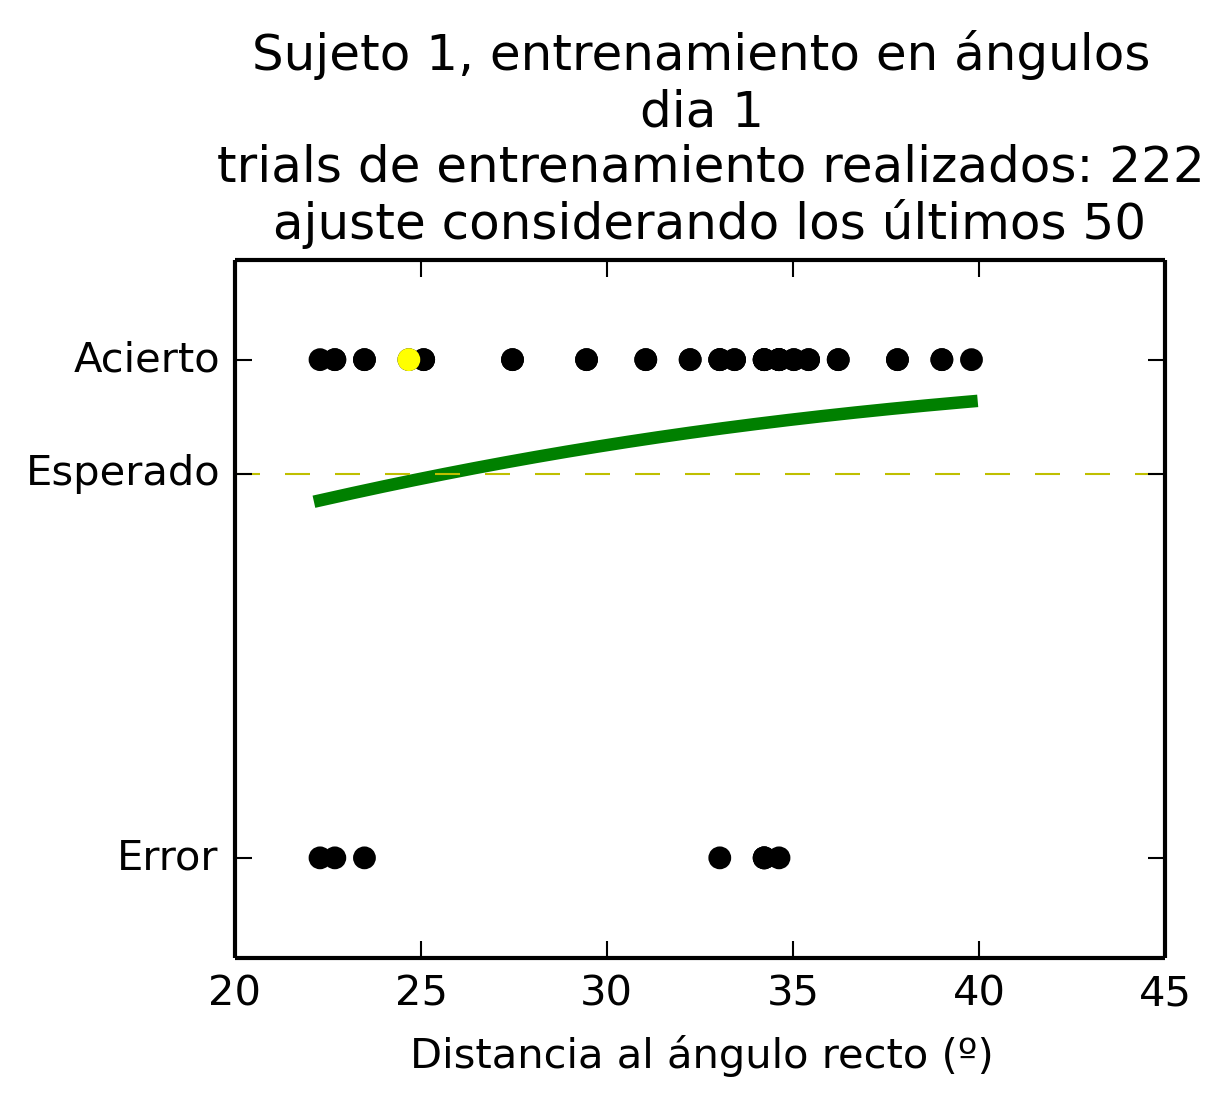 Sujeto 1, entrenamiento en ángulos
dia 1
trials de entrenamiento realizados: 222
ajuste considerando los últimos 50
Acierto
Esperado
Error
20 25 30 35 40 45
Distancia al ángulo recto (º)